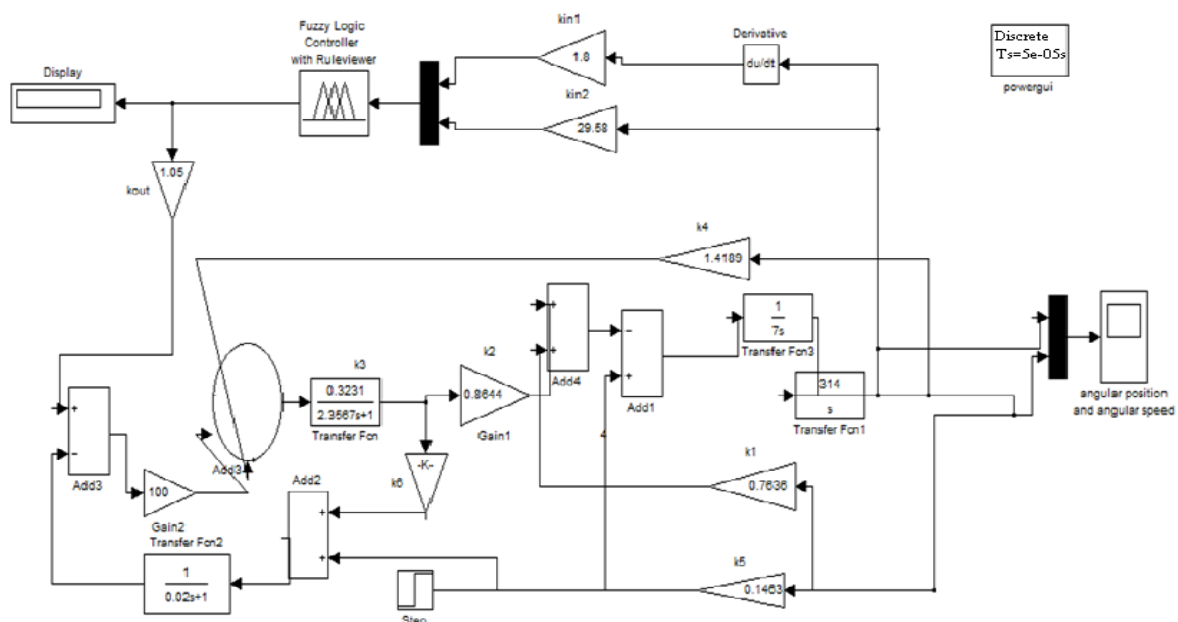 Fuzzy Logic
Controller
with Ruleviewer
kin1
1.8
Derivative
du/dt
Discrete
Ts=5e-05s
powergui
Display
kin2
29.58
1.05
kout
k4
1.4189
k3
0.3231
2.3567s+1
Transfer Fcn
k2
0.8644
Gain1
+
+
Add4
-
+
Add1
1
7s
Transfer Fcn3
314
s
Transfer Fcn1
angular position
and angular speed
+
-
Add3
100
Gain2
Add3
-K-
k6
Add2
+
+
k1
0.7636
Transfer Fcn2
1
0.02s+1
Step
k5
0.1463